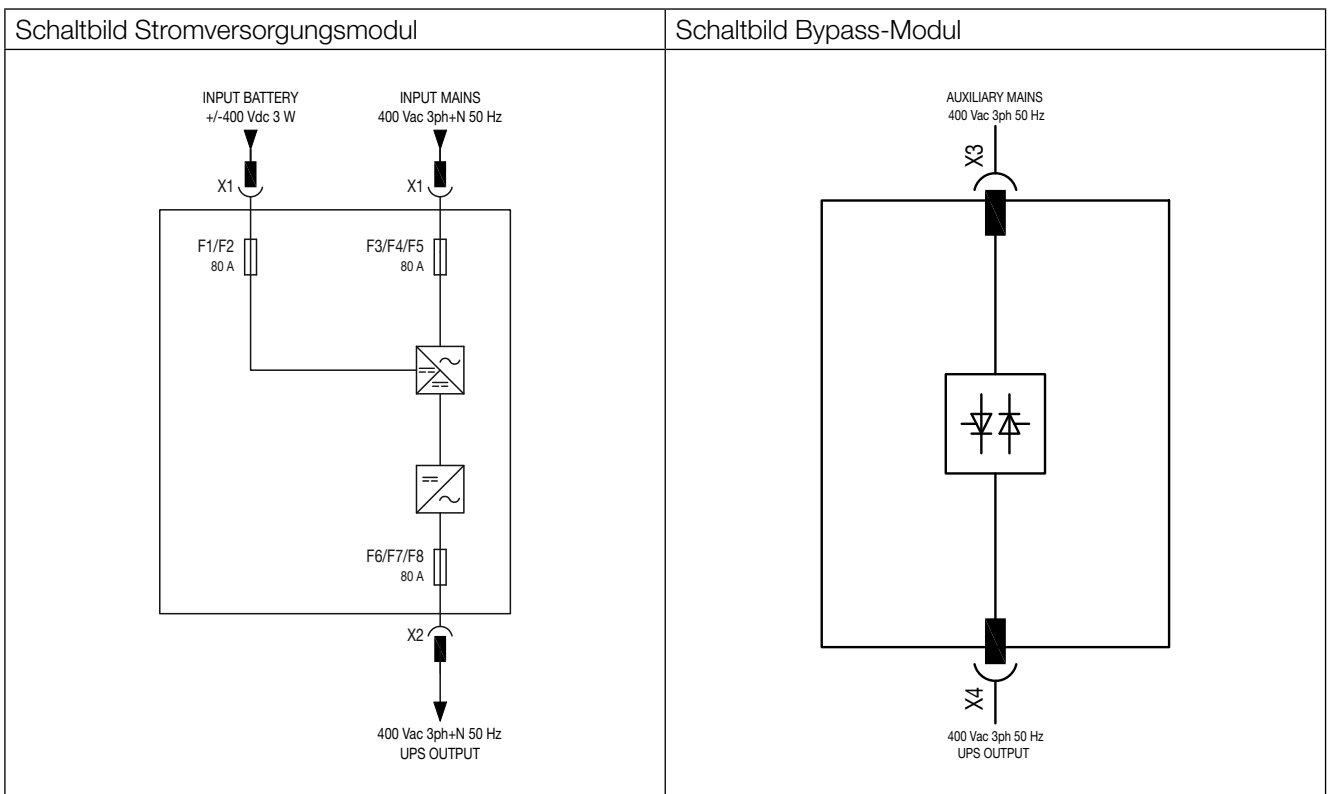 Schaltbild Stromversorgungsmodul
INPUT BATTERY
+/-400 Vdc 3 W
INPUT MAINS
400 Vac 3ph+N 50 Hz
X1
X1
F1/F2
80 A
F3/F4/F5
80 A
F6/F7/F8
80 A
X2
400 Vac 3ph+N 50 Hz
UPS OUTPUT
Schaltbild Bypass-Modul
AUXILIARY MAINS
400 Vac 3ph 50 Hz
X3
X4
400 Vac 3ph 50 Hz
UPS OUTPUT